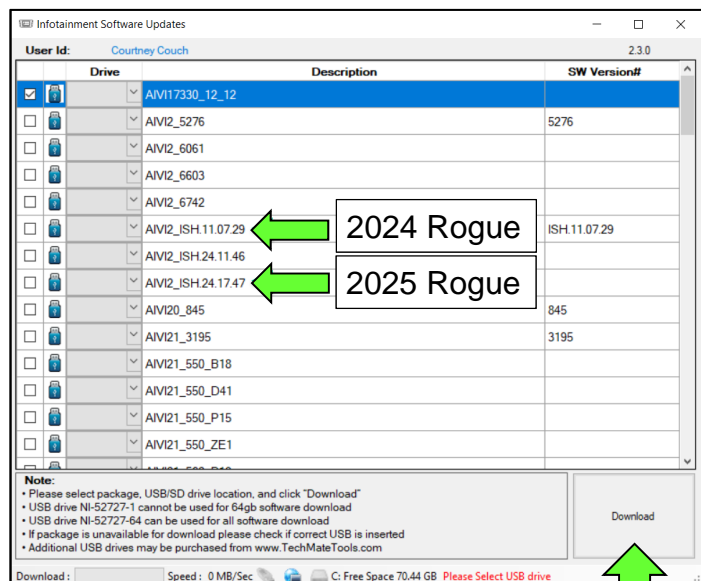 Infotainment Software Updates
User Id: Courtney Couch 2.3.0
Drive Description SW Version#
AIVI17330_12_12
AIVI2_5276 5276
AIVI2_6061
AIVI2_6603
AIVI2_6742
AIVI2_ISH.11.07.29 2024 Rogue ISH.11.07.29
AIVI2_ISH.24.11.46
AIVI2_ISH.24.17.47 2025 Rogue
AIVI20_845 845
AIVI21_3195 3195
AIVI21_550_B18
AIVI21_550_D41
AIVI21_550_P15
AIVI21_550_ZE1
Note:
• Please select package, USB/SD drive location, and click "Download"
• USB drive NI-52727-1 cannot be used for 64gb software download
• USB drive NI-52727-64 can be used for all software download
• If package is unavailable for download please check if correct USB is inserted
• Additional USB drives may be purchased from www.TechMateTools.com
Download
Download : Speed : 0 MB/Sec C: Free Space 70.44 GB Please Select USB drive